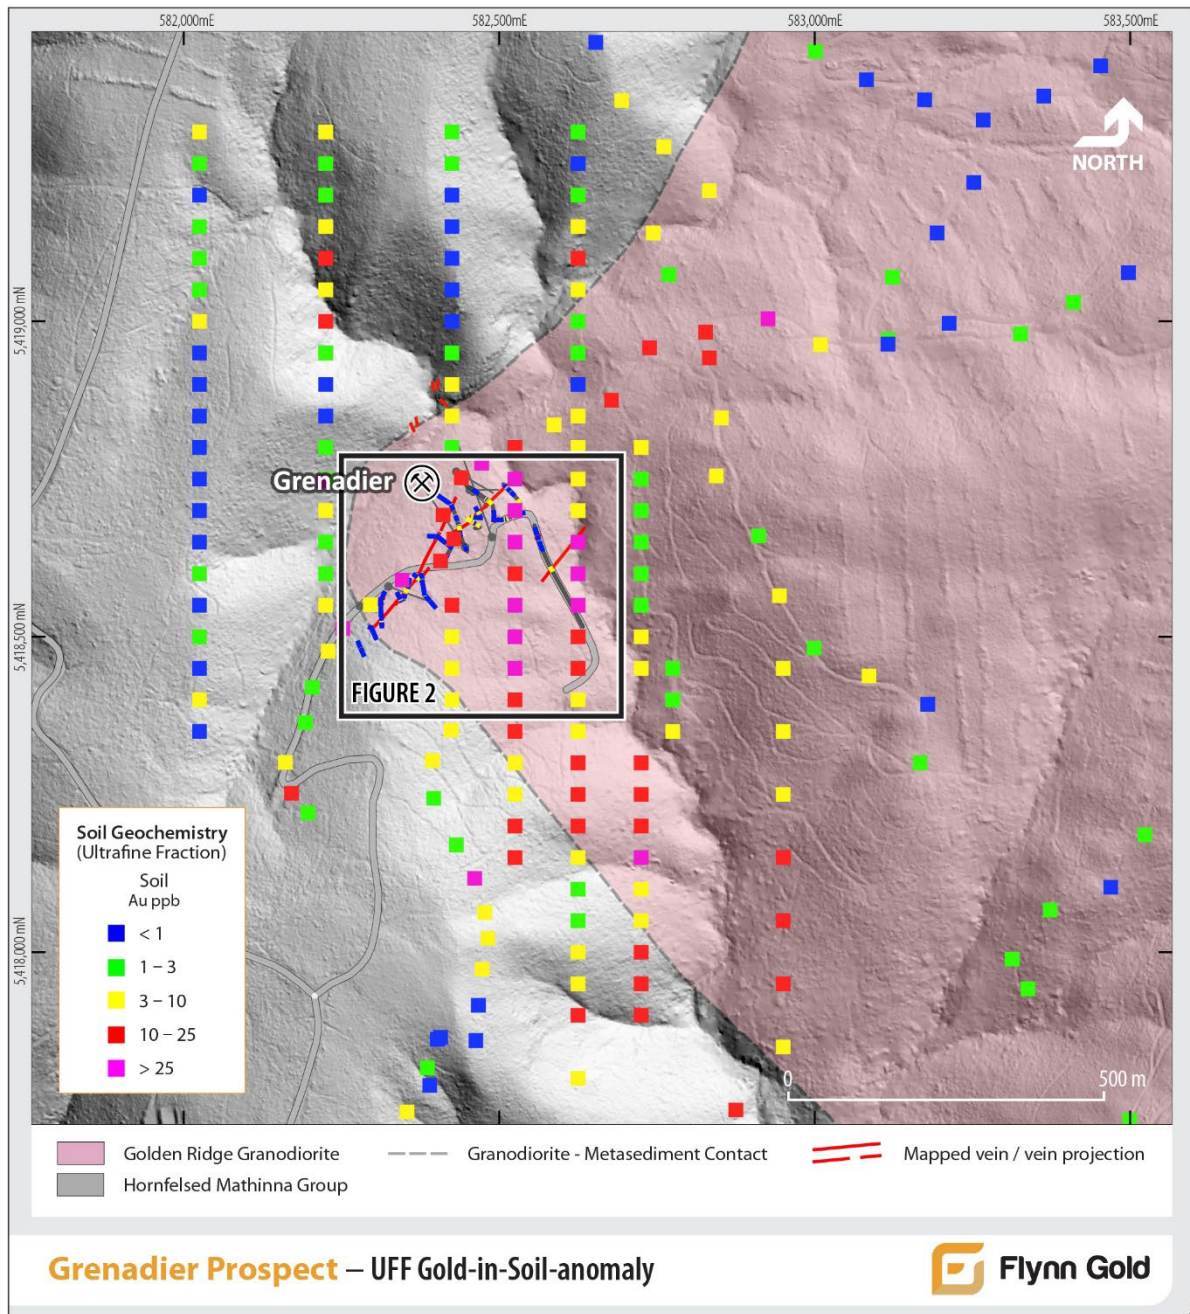 582,000mE 582,500mE 583,000mE 583,500mE
NORTH
5,419,000 mN
Grenadier
5,418,500 mN
FIGURE 2
Soil Geochemistry
(Ultrafine Fraction)
Soil
Au ppb
< 1
1 – 3
3 – 10
10 – 25
> 25
5,418,000 mN
0 500 m
Golden Ridge Granodiorite
Granodiorite - Metasediment Contact
Mapped vein / vein projection
Hornfelsed Mathinna Group
Grenadier Prospect – UFF Gold-in-Soil-anomaly
Flynn Gold